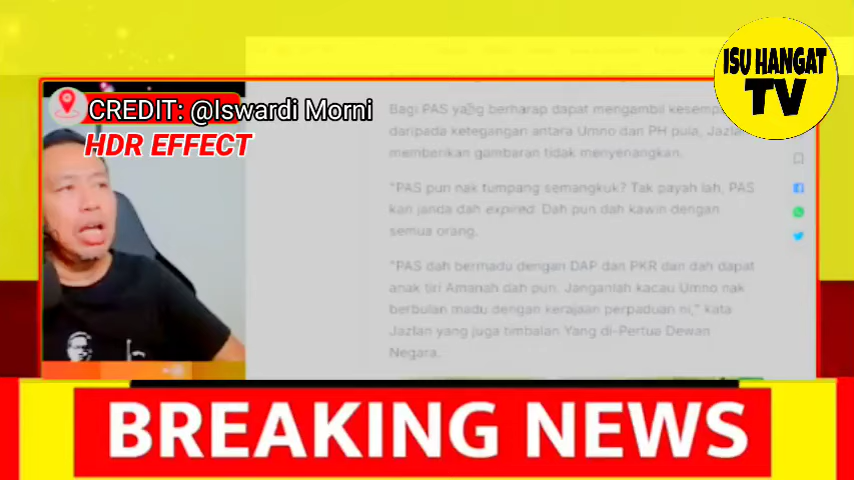 ISU HANGAT
TV
CREDIT: @Iswardi Morni
HDR EFFECT
Bagi PAS yang berharap dapat mengambil
daripada ketegangan antara Umno dan PH pula,
memberikan gambaran tidak menyenangkan.
"PAS pun nak tumpang semangkuk? Tak payah lah, PAS
kan janda dah expired. Dah pun dah kawin dengan
semua orang.
"PAS dah bermadu dengan DAP dan PKR dan dah dapat
anak tiri Amanah dah pun. Janganlah kacau Umno nak
berbulan madu dengan kerajaan perpaduan ni," kata
Jazlan yang juga timbalan Yang di-Pertua Dewan
Negara.
BREAKING NEWS